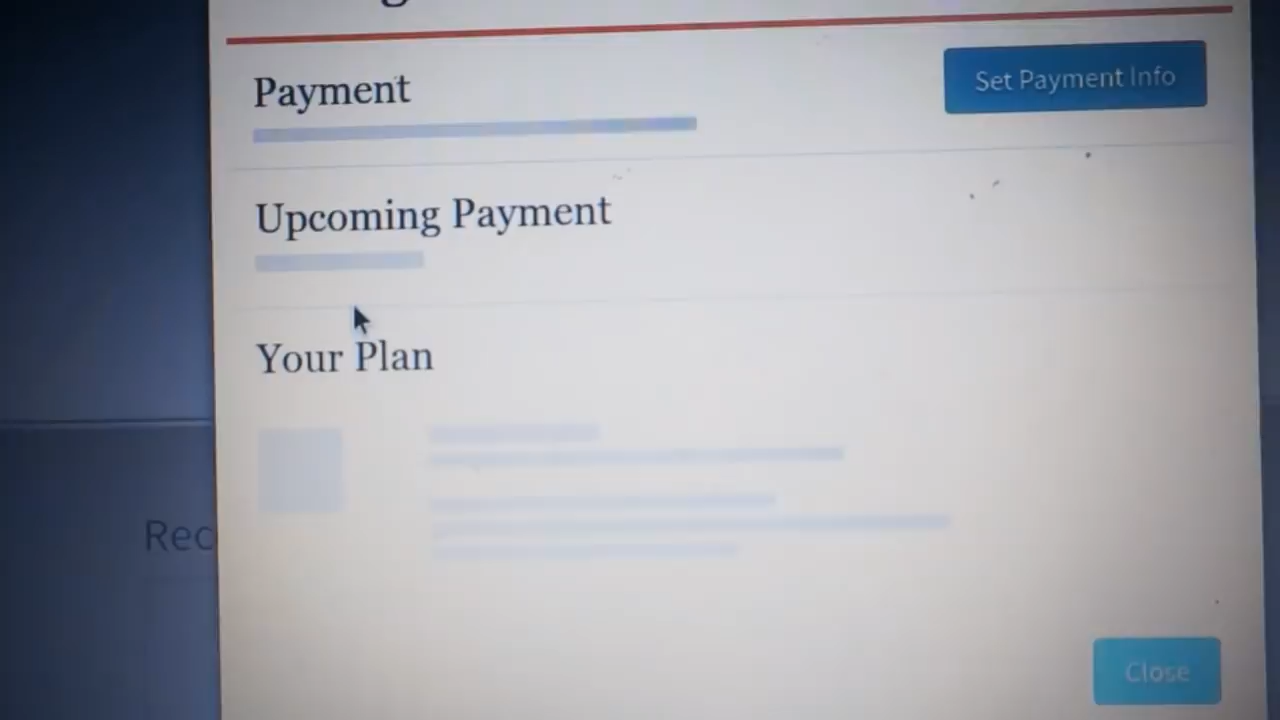 Payment
Set Payment Info
Upcoming Payment
Your Plan
Rec
Close